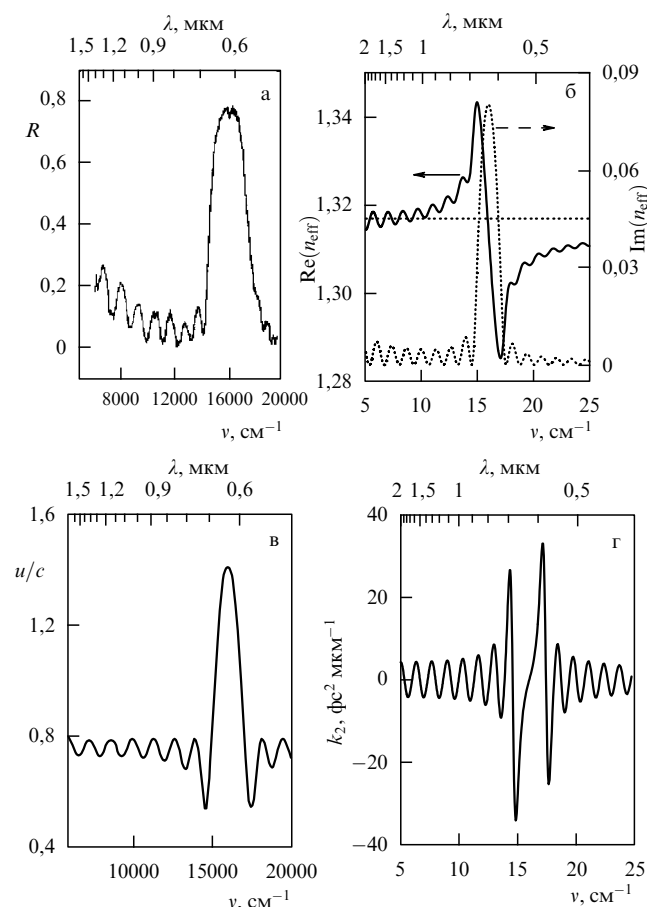 λ, мкм
1,5 1,2 0,9 0,6
0,8
а
R
0,6
0,4
0,2
0
8000 12000 16000 20000
ν, см⁻¹
λ, мкм
2 1,5 1 0,5
0,09
1,34
б
Re(n_eff)
1,32
0,06
Im(n_eff)
1,30
0,03
1,28
0
5 10 15 20 25
ν, см⁻¹
λ, мкм
1,5 1,2 0,9 0,6
1,6
в
u/c
1,2
0,8
0,4
10000 15000 20000
ν, см⁻¹
λ, мкм
2 1,5 1 0,5
40
г
20
k₂, фс² мкм⁻¹
0
−20
−40
5 10 15 20 25
ν, см⁻¹